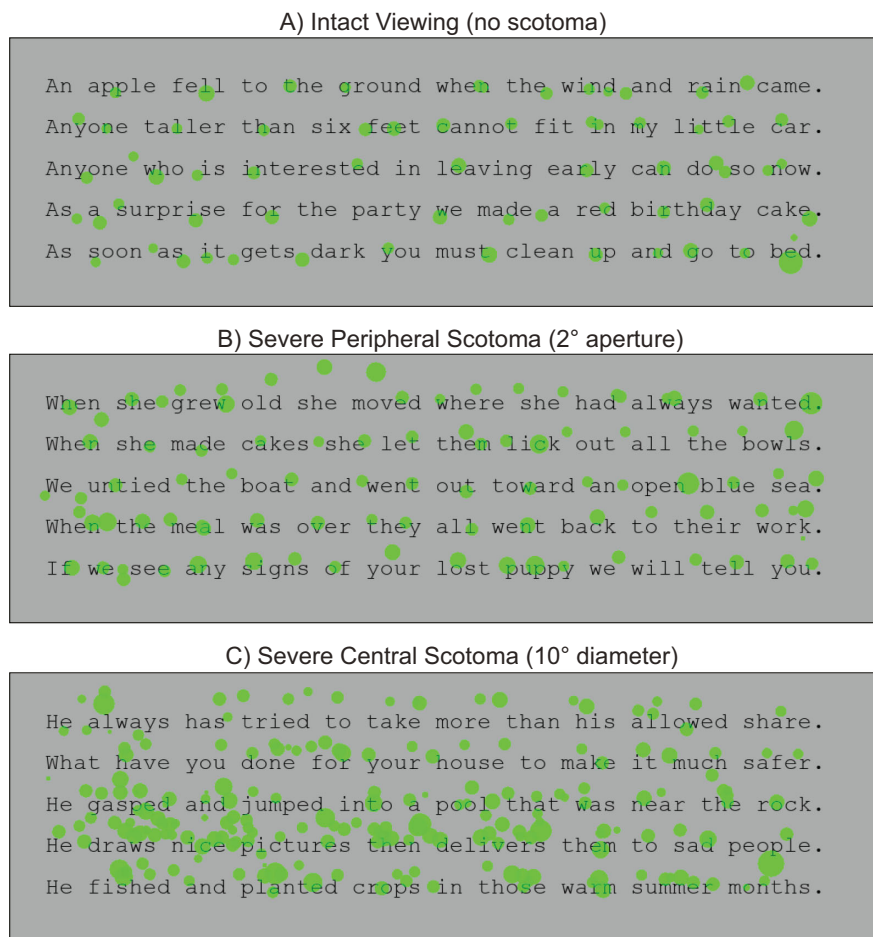 A) Intact Viewing (no scotoma)
An apple fell to the ground when the wind and rain came.
Anyone taller than six feet cannot fit in my little car.
Anyone who is interested in leaving early can do so now.
As a surprise for the party we made a red birthday cake.
As soon as it gets dark you must clean up and go to bed.
B) Severe Peripheral Scotoma (2° aperture)
When she grew old she moved where she had always wanted.
When she made cakes she let them lick out all the bowls.
We untied the boat and went out toward an open blue sea.
When the meal was over they all went back to their work.
If we see any signs of your lost puppy we will tell you.
C) Severe Central Scotoma (10° diameter)
He always has tried to take more than his allowed share.
What have you done for your house to make it much safer.
He gasped and jumped into a pool that was near the rock.
He draws nice pictures then delivers them to sad people.
He fished and planted crops in those warm summer months.